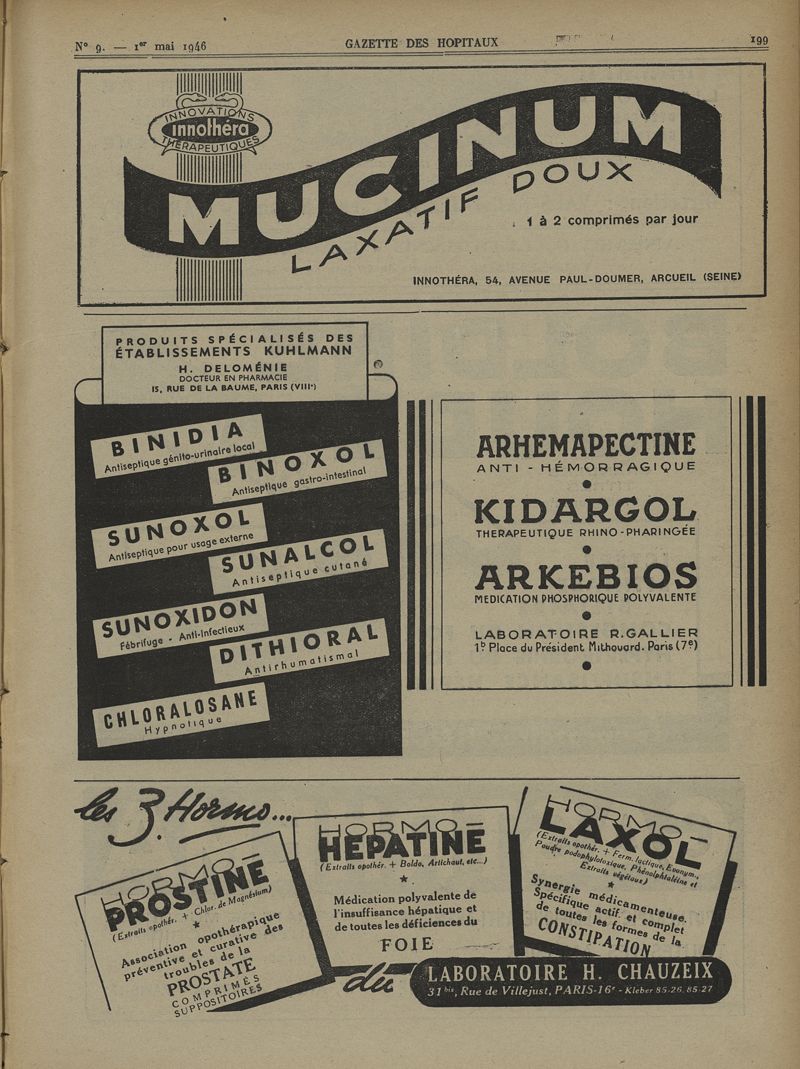 N° 9. — 1er mai 1946
GAZETTE DES HOPITAUX
199
INNOVATIONS
innothéra
THÉRAPEUTIQUES
MUCINUM
LAXATIF DOUX
1 à 2 comprimés par jour
INNOTHÉRA, 54, AVENUE PAUL-DOUMER, ARCUEIL (SEINE)
PRODUITS SPÉCIALISÉS DES
ÉTABLISSEMENTS KUHLMANN
H. DELOMÉNIE
DOCTEUR EN PHARMACIE
15, RUE DE LA BAUME, PARIS (VIIIe)
BINIDIA
Antiseptique génito-urinaire local
BINOXOL
Antiseptique gastro-intestinal
SUNOXOL
Antiseptique pour usage externe
SUNALCOL
Antiseptique cutané
SUNOXIDON
Fébrifuge - Anti-Infectieux
DITHIORAL
Antirhumatismal
CHLORALOSANE
Hypnotique
ARHEMAPECTINE
ANTI - HÉMORRAGIQUE
KIDARGOL
THERAPEUTIQUE RHINO-PHARINGÉE
ARKEBIOS
MEDICATION PHOSPHORIQUE POLYVALENTE
LABORATOIRE R. GALLIER
1b Place du Président Mithouard. Paris (7e)
les 3 Hormo...
HORMO-
PROSTINE
(Extraits opothér. + Chlor. de Magnésium)
Association opothérapique
préventive et curative des
troubles de la
PROSTATE
COMPRIMÉS
SUPPOSITOIRES
HORMO-
HÉPATINE
(Extraits opothér. + Boldo, Artichaut, etc...)
Médication polyvalente de
l'insuffisance hépatique et
de toutes les déficiences du
FOIE
HORMO-
LAXOL
(Extraits opothér. + Ferm. lactique, Evonym.,
Poudre podophylotoxique, Phénolphtaléine et
Extraits végétaux)
Synergie médicamenteuse.
Spécifique actif et complet
de toutes les formes de la
CONSTIPATION
du LABORATOIRE H. CHAUZEIX
31 bis, Rue de Villejust, PARIS-16e - Kleber 85-26, 85-27